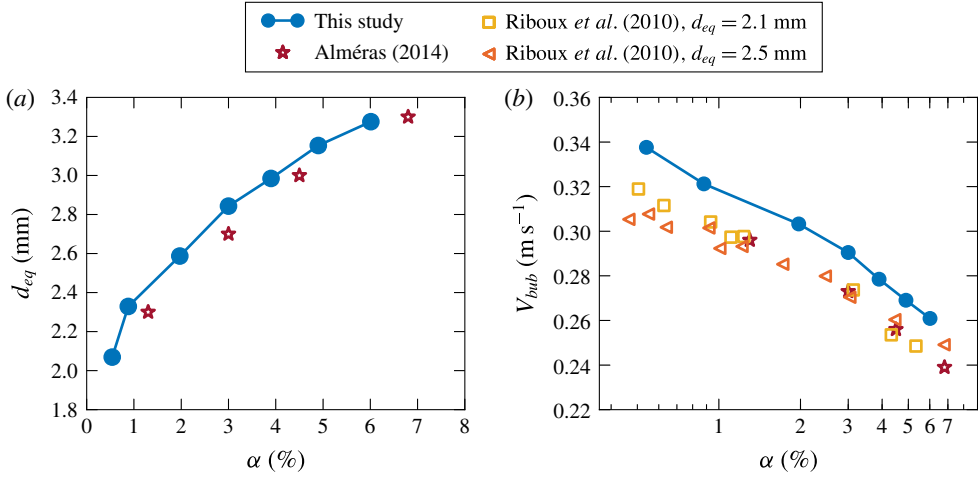 This study
Riboux et al. (2010), d_eq = 2.1 mm
Alméras (2014)
Riboux et al. (2010), d_eq = 2.5 mm
(a)
3.4
3.2
3.0
2.8
2.6
2.4
2.2
2.0
1.8
d_eq (mm)
0 1 2 3 4 5 6 7 8
α (%)
(b)
0.36
0.34
0.32
0.30
0.28
0.26
0.24
0.22
V_bub (m s⁻¹)
1 2 3 4 5 6 7
α (%)